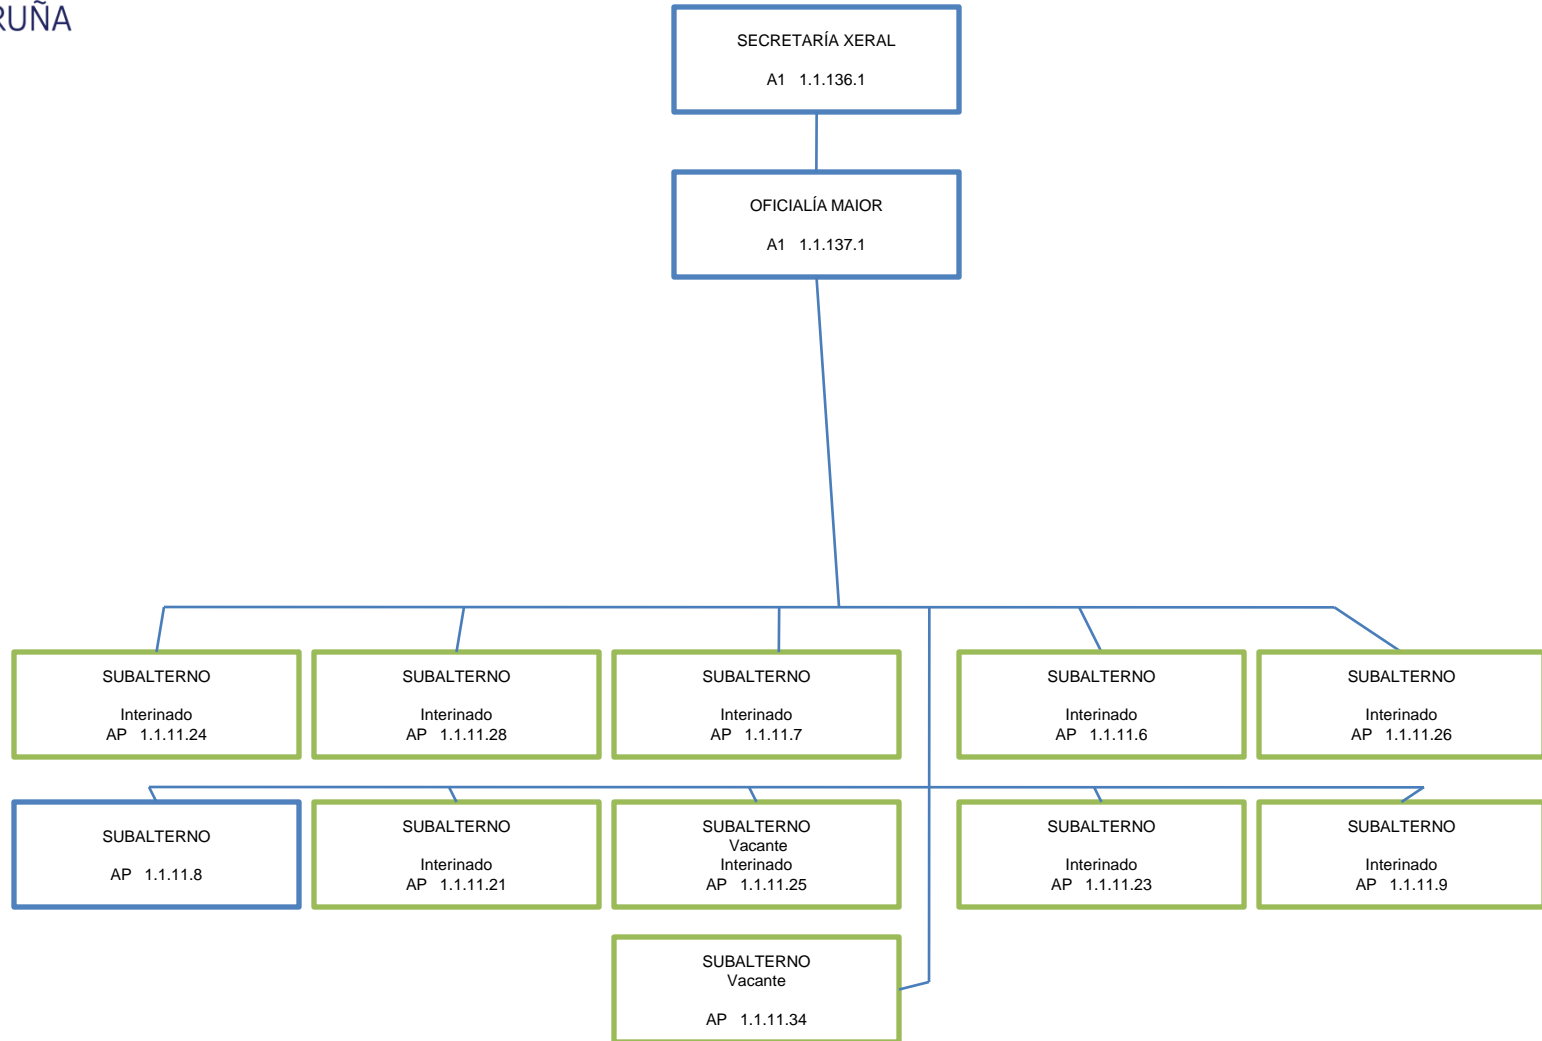 RUÑA
SECRETARÍA XERAL
A1 1.1.136.1
OFICIALÍA MAIOR
A1 1.1.137.1
SUBALTERNO
Interinado
AP 1.1.11.24
SUBALTERNO
Interinado
AP 1.1.11.28
SUBALTERNO
Interinado
AP 1.1.11.7
SUBALTERNO
Interinado
AP 1.1.11.6
SUBALTERNO
Interinado
AP 1.1.11.26
SUBALTERNO
AP 1.1.11.8
SUBALTERNO
Interinado
AP 1.1.11.21
SUBALTERNO
Vacante
Interinado
AP 1.1.11.25
SUBALTERNO
Interinado
AP 1.1.11.23
SUBALTERNO
Interinado
AP 1.1.11.9
SUBALTERNO
Vacante
AP 1.1.11.34